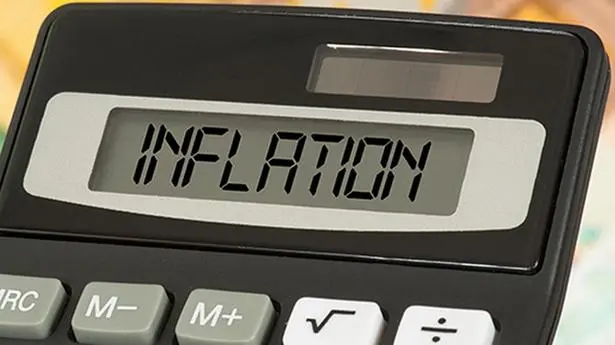 INFLATION
MRC M− M+ √ ÷